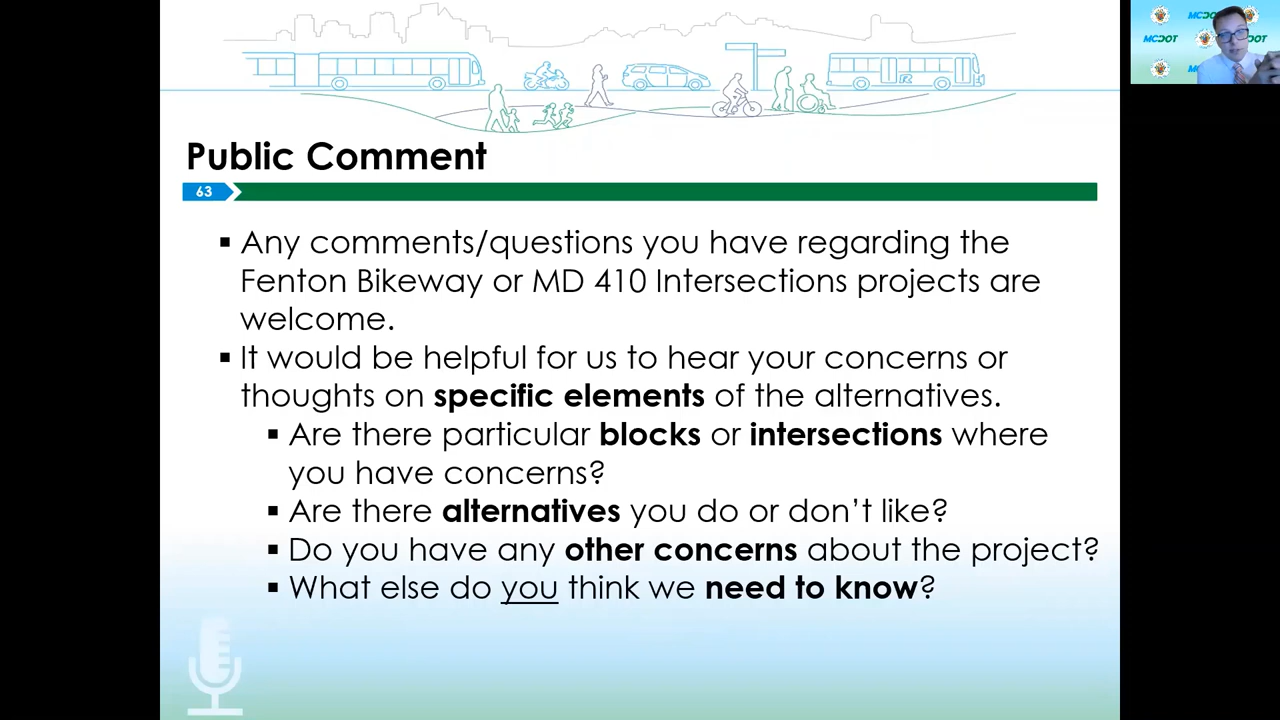 MCDOT
MCDOT
Public Comment
63
▪ Any comments/questions you have regarding the
Fenton Bikeway or MD 410 Intersections projects are
welcome.
▪ It would be helpful for us to hear your concerns or
thoughts on specific elements of the alternatives.
▪ Are there particular blocks or intersections where
you have concerns?
▪ Are there alternatives you do or don't like?
▪ Do you have any other concerns about the project?
▪ What else do you think we need to know?